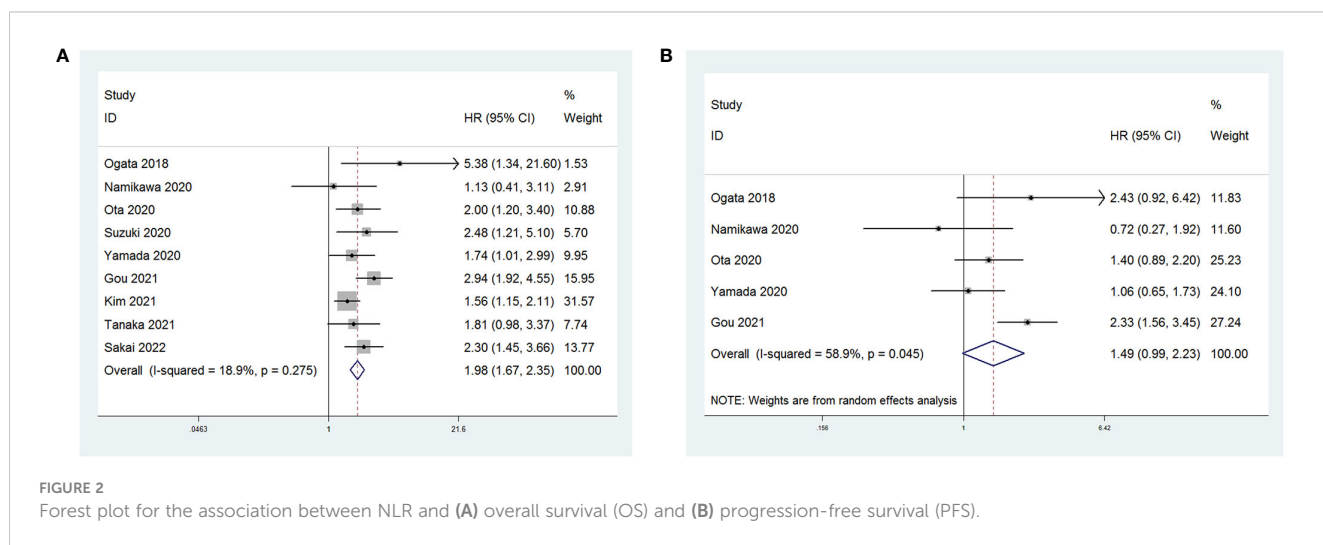 A
Study %
ID HR (95% CI) Weight
Ogata 2018 5.38 (1.34, 21.60) 1.53
Namikawa 2020 1.13 (0.41, 3.11) 2.91
Ota 2020 2.00 (1.20, 3.40) 10.88
Suzuki 2020 2.48 (1.21, 5.10) 5.70
Yamada 2020 1.74 (1.01, 2.99) 9.95
Gou 2021 2.94 (1.92, 4.55) 15.95
Kim 2021 1.56 (1.15, 2.11) 31.57
Tanaka 2021 1.81 (0.98, 3.37) 7.74
Sakai 2022 2.30 (1.45, 3.66) 13.77
Overall (I-squared = 18.9%, p = 0.275) 1.98 (1.67, 2.35) 100.00
.0463 1 21.6
B
Study %
ID HR (95% CI) Weight
Ogata 2018 2.43 (0.92, 6.42) 11.83
Namikawa 2020 0.72 (0.27, 1.92) 11.60
Ota 2020 1.40 (0.89, 2.20) 25.23
Yamada 2020 1.06 (0.65, 1.73) 24.10
Gou 2021 2.33 (1.56, 3.45) 27.24
Overall (I-squared = 58.9%, p = 0.045) 1.49 (0.99, 2.23) 100.00
NOTE: Weights are from random effects analysis
.156 1 6.42
FIGURE 2
Forest plot for the association between NLR and (A) overall survival (OS) and (B) progression-free survival (PFS).